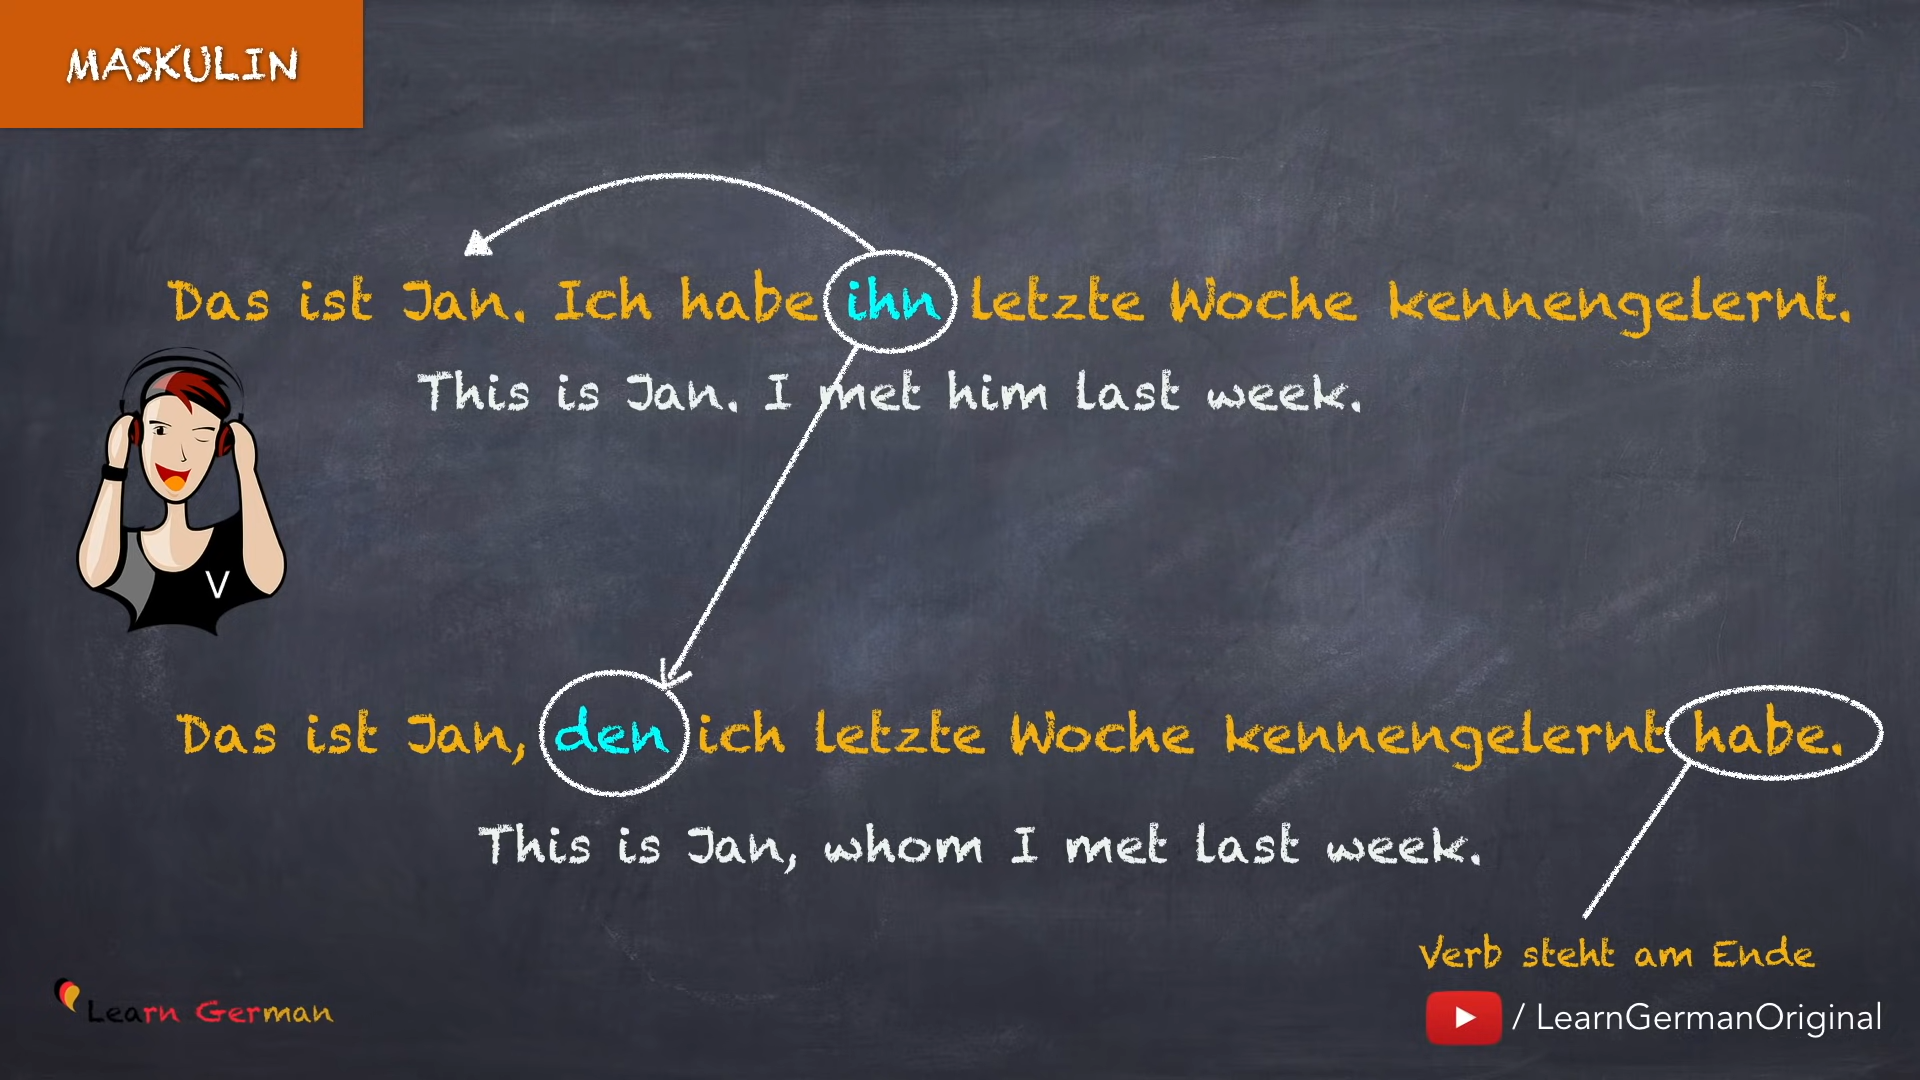 MASKULIN
Das ist Jan. Ich habe ihn letzte Woche kennengelernt.
This is Jan. I met him last week.
V
Das ist Jan, den ich letzte Woche kennengelernt habe.
This is Jan, whom I met last week.
Verb steht am Ende
Learn German
/ LearnGermanOriginal